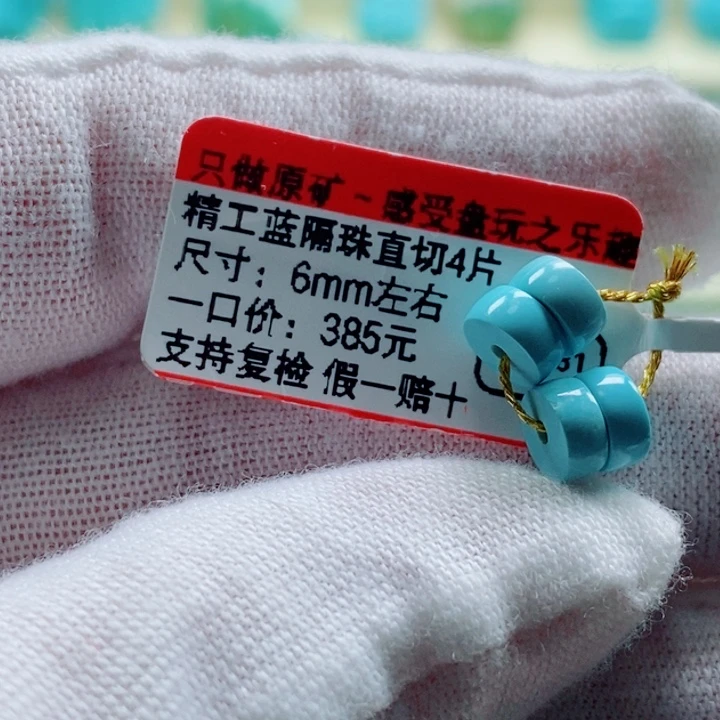 只做原矿－感受盘玩之乐趣
精工蓝隔珠直切4片
尺寸：6mm左右
一口价：385元
支持复检 假一赔十
31